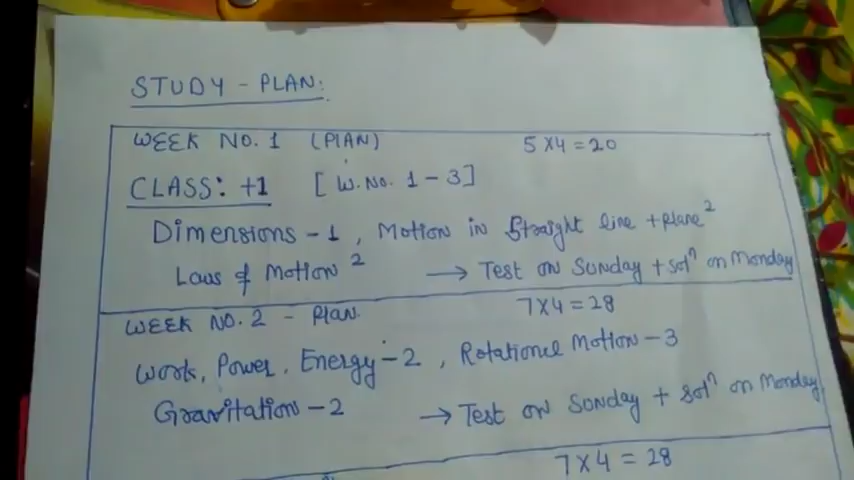 STUDY - PLAN:
WEEK NO. 1 (PLAN) 5 x 4 = 20
CLASS: +1 [W. No. 1 - 3]
Dimensions - 1, Motion in Straight line + plane 2
Laws of Motion 2 → Test on Sunday + solⁿ on Monday
WEEK NO. 2 - Plan. 7 x 4 = 28
Work, Power, Energy - 2, Rotational Motion - 3
Gravitation - 2 → Test on Sunday + solⁿ on Monday
7 x 4 = 28